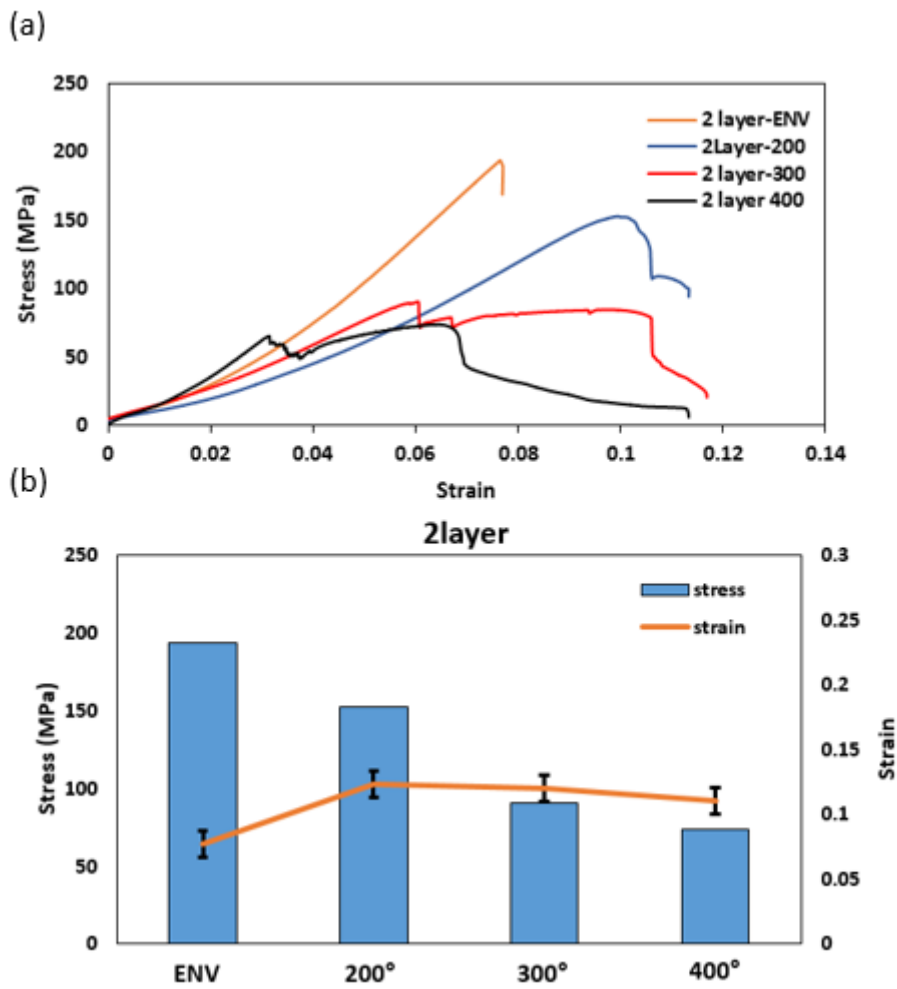 (a)
250
200
150
100
50
0
Stress (MPa)
2 layer-ENV
2Layer-200
2 layer-300
2 layer 400
0 0.02 0.04 0.06 0.08 0.1 0.12 0.14
Strain
(b)
2layer
250
200
150
100
50
0
Stress (MPa)
stress
strain
0.3
0.25
0.2
0.15
0.1
0.05
0
Strain
ENV 200° 300° 400°